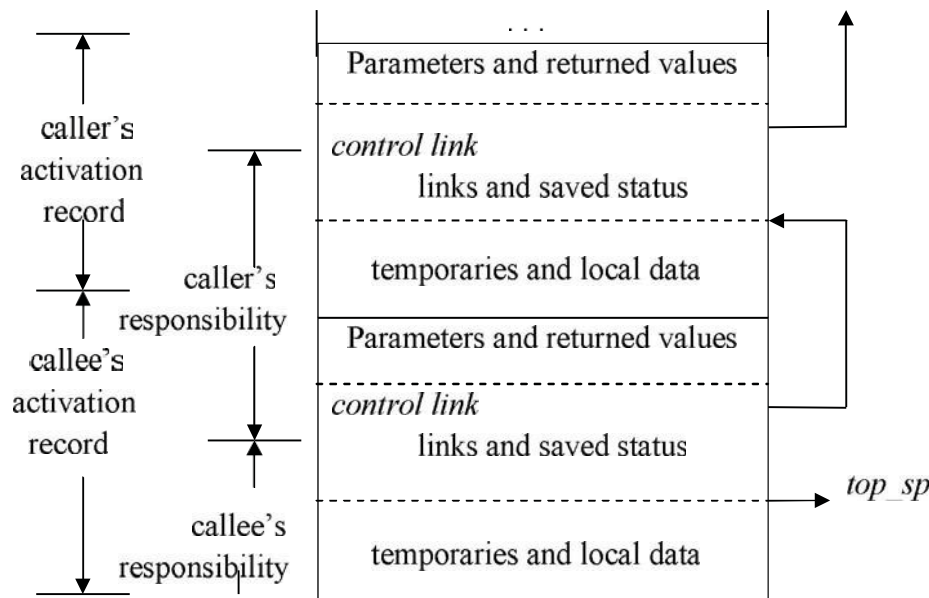 . . .
Parameters and returned values
control link
links and saved status
temporaries and local data
Parameters and returned values
control link
links and saved status
temporaries and local data
caller's
activation
record
callee's
activation
record
caller's
responsibility
callee's
responsibility
top_sp